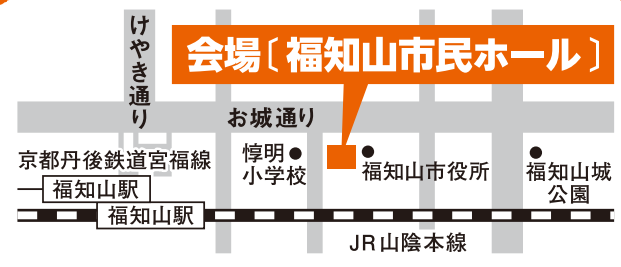 けやき通り
会場〔福知山市民ホール〕
お城通り
京都丹後鉄道宮福線
惇明
小学校
福知山市役所
福知山城
公園
福知山駅
福知山駅
JR山陰本線